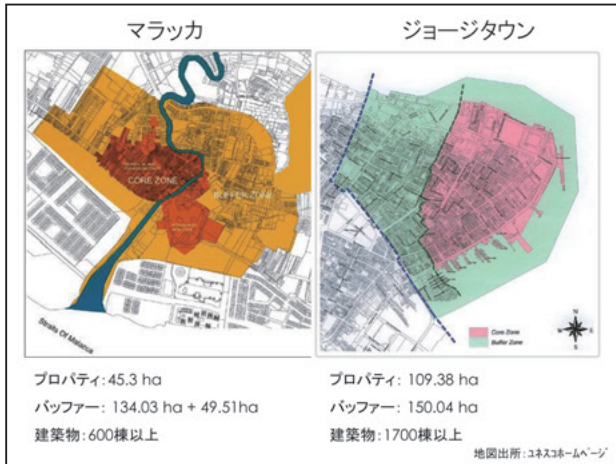 マラッカ
ジョージタウン
CORE ZONE
BUFFER ZONE
Straits Of Malacca
N
W
E
S
Core Zone
Buffer Zone
プロパティ：45.3 ha
バッファー：134.03 ha + 49.51ha
建築物：600棟以上
プロパティ：109.38 ha
バッファー：150.04 ha
建築物：1700棟以上
地図出所：ユネスコホームページ